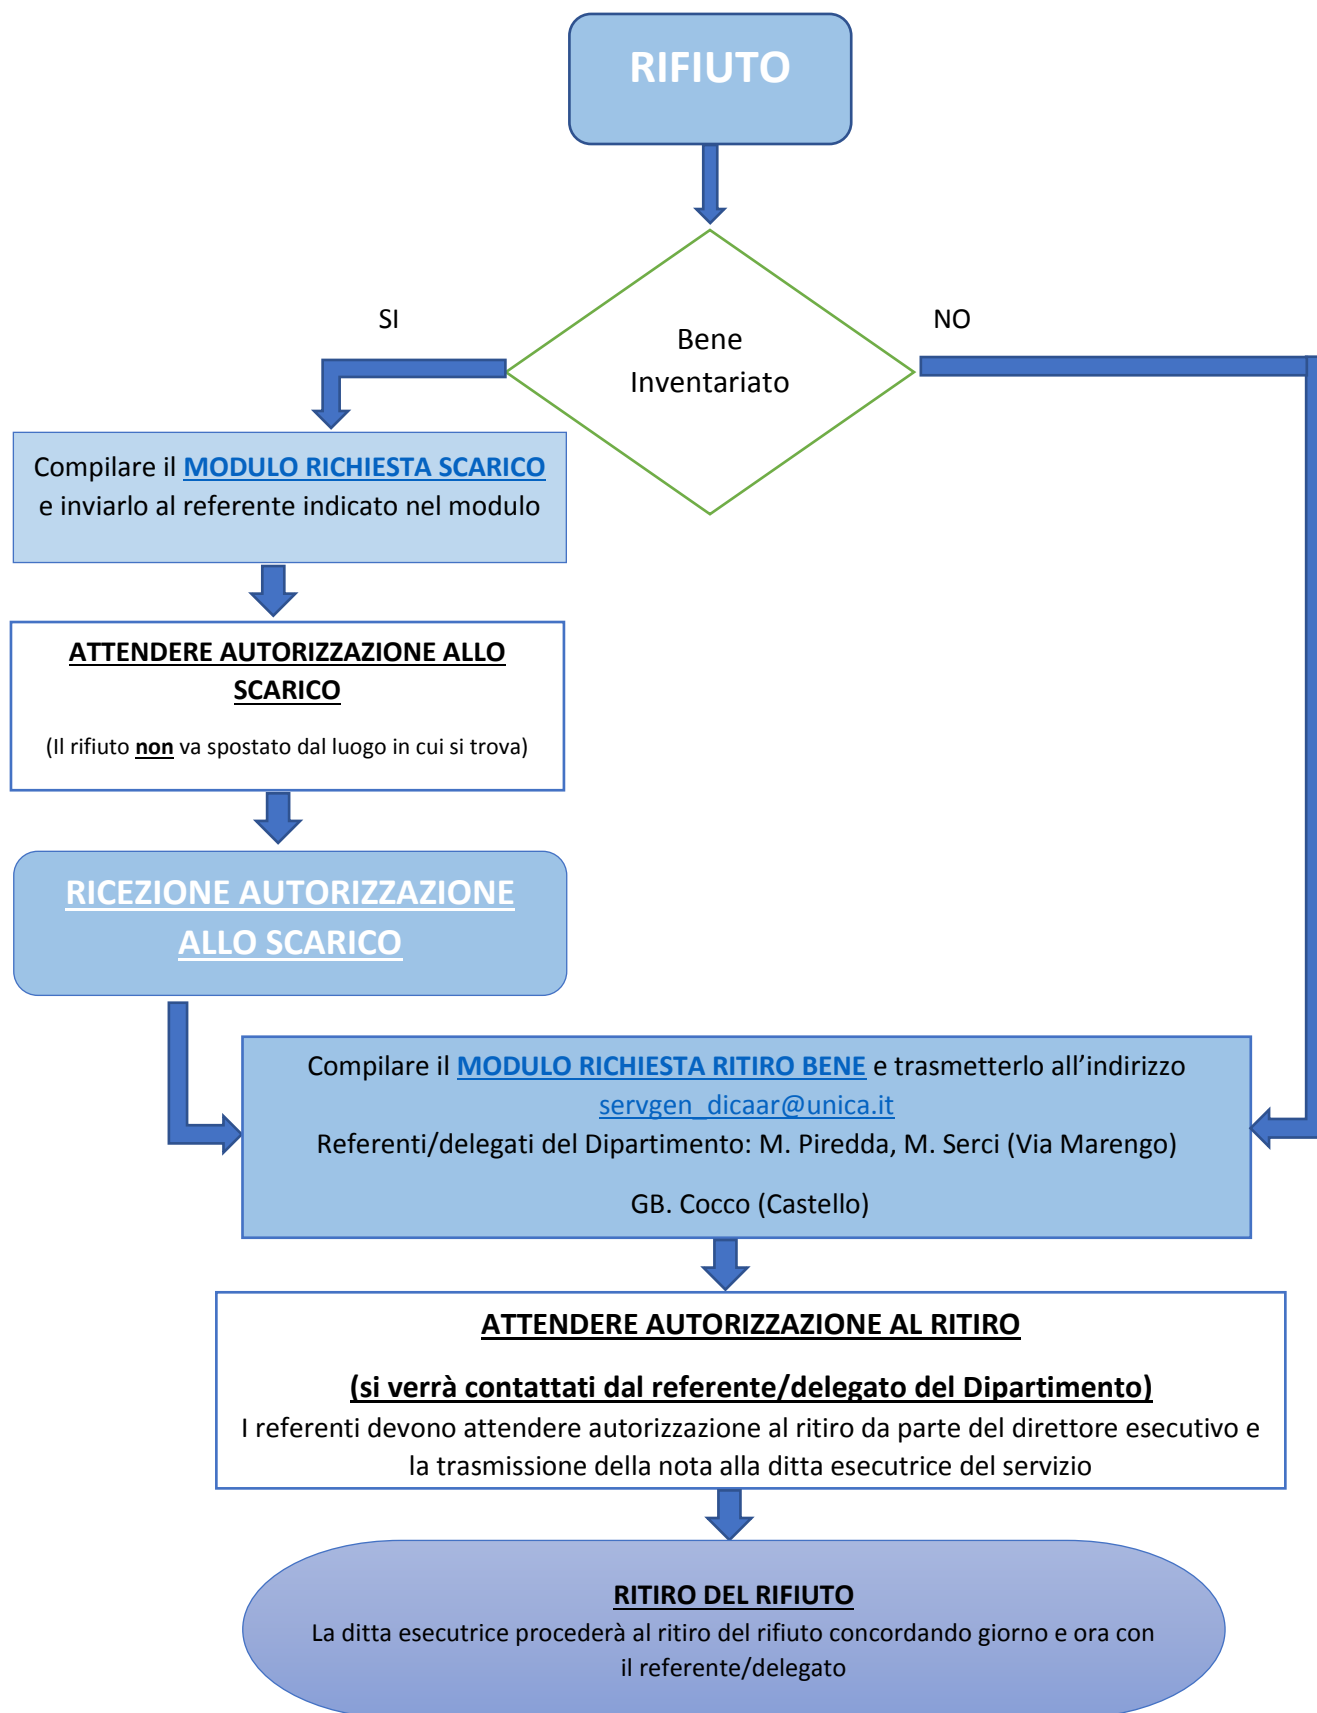 RIFIUTO
SI
NO
Bene
Inventariato
Compilare il MODULO RICHIESTA SCARICO
e inviarlo al referente indicato nel modulo
ATTENDERE AUTORIZZAZIONE ALLO
SCARICO
(Il rifiuto non va spostato dal luogo in cui si trova)
RICEZIONE AUTORIZZAZIONE
ALLO SCARICO
Compilare il MODULO RICHIESTA RITIRO BENE e trasmetterlo all’indirizzo
servgen_dicaar@unica.it
Referenti/delegati del Dipartimento: M. Piredda, M. Serci (Via Marengo)
GB. Cocco (Castello)
ATTENDERE AUTORIZZAZIONE AL RITIRO
(si verrà contattati dal referente/delegato del Dipartimento)
I referenti devono attendere autorizzazione al ritiro da parte del direttore esecutivo e
la trasmissione della nota alla ditta esecutrice del servizio
RITIRO DEL RIFIUTO
La ditta esecutrice procederà al ritiro del rifiuto concordando giorno e ora con
il referente/delegato